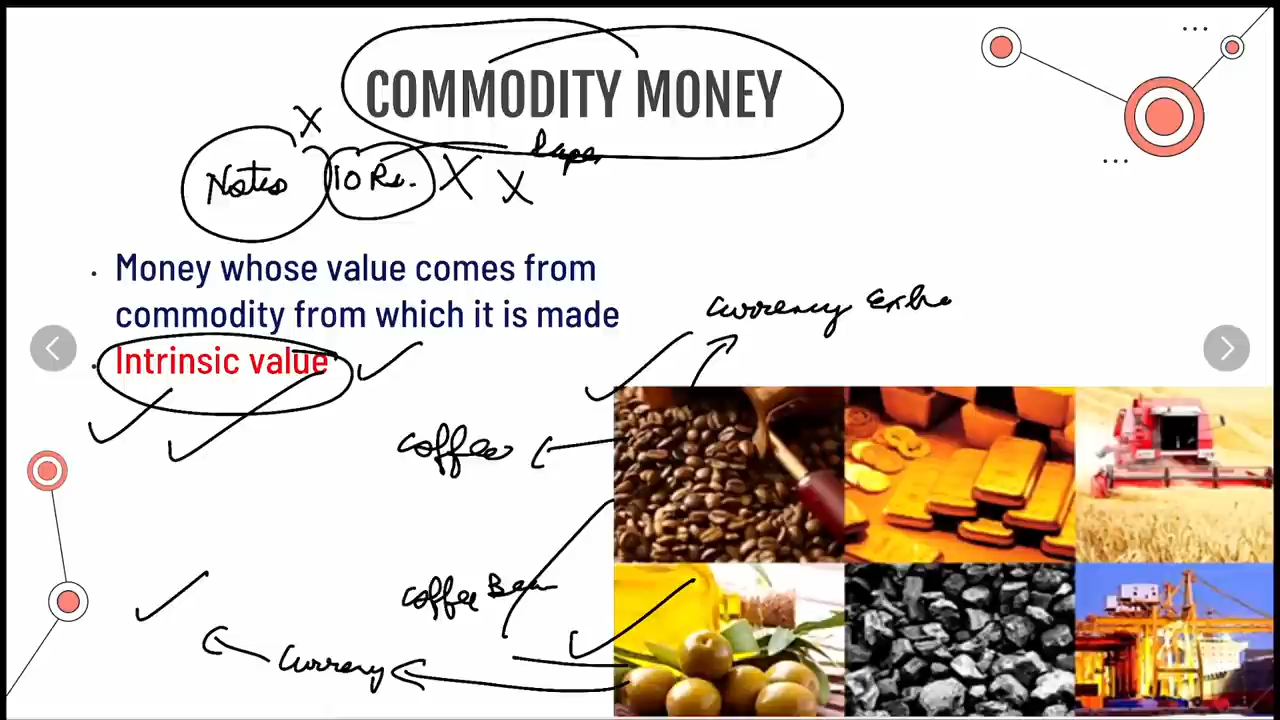 COMMODITY MONEY
X
Notes 10 Rs. X X
Money whose value comes from
commodity from which it is made
Intrinsic value
Currency
coffee
coffee
Currency